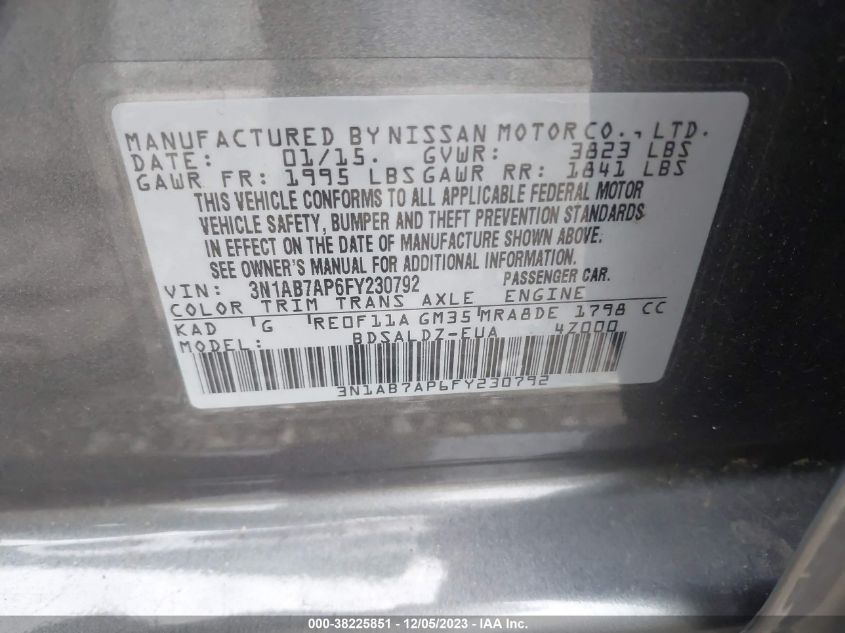 MANUFACTURED BY NISSAN MOTOR CO., LTD.
DATE: 01/15. GVWR: 3823 LBS
GAWR FR: 1995 LBS GAWR RR: 1841 LBS
THIS VEHICLE CONFORMS TO ALL APPLICABLE FEDERAL MOTOR
VEHICLE SAFETY, BUMPER AND THEFT PREVENTION STANDARDS
IN EFFECT ON THE DATE OF MANUFACTURE SHOWN ABOVE.
SEE OWNER'S MANUAL FOR ADDITIONAL INFORMATION.
VIN: 3N1AB7AP6FY230792 PASSENGER CAR.
COLOR TRIM TRANS AXLE ENGINE
KAD G RE0F11A GM35 MRA8DE 1798 CC
MODEL: BDSALDZ-EUA 4Z000
3N1AB7AP6FY230792
000-38225851 - 12/05/2023 - IAA Inc.